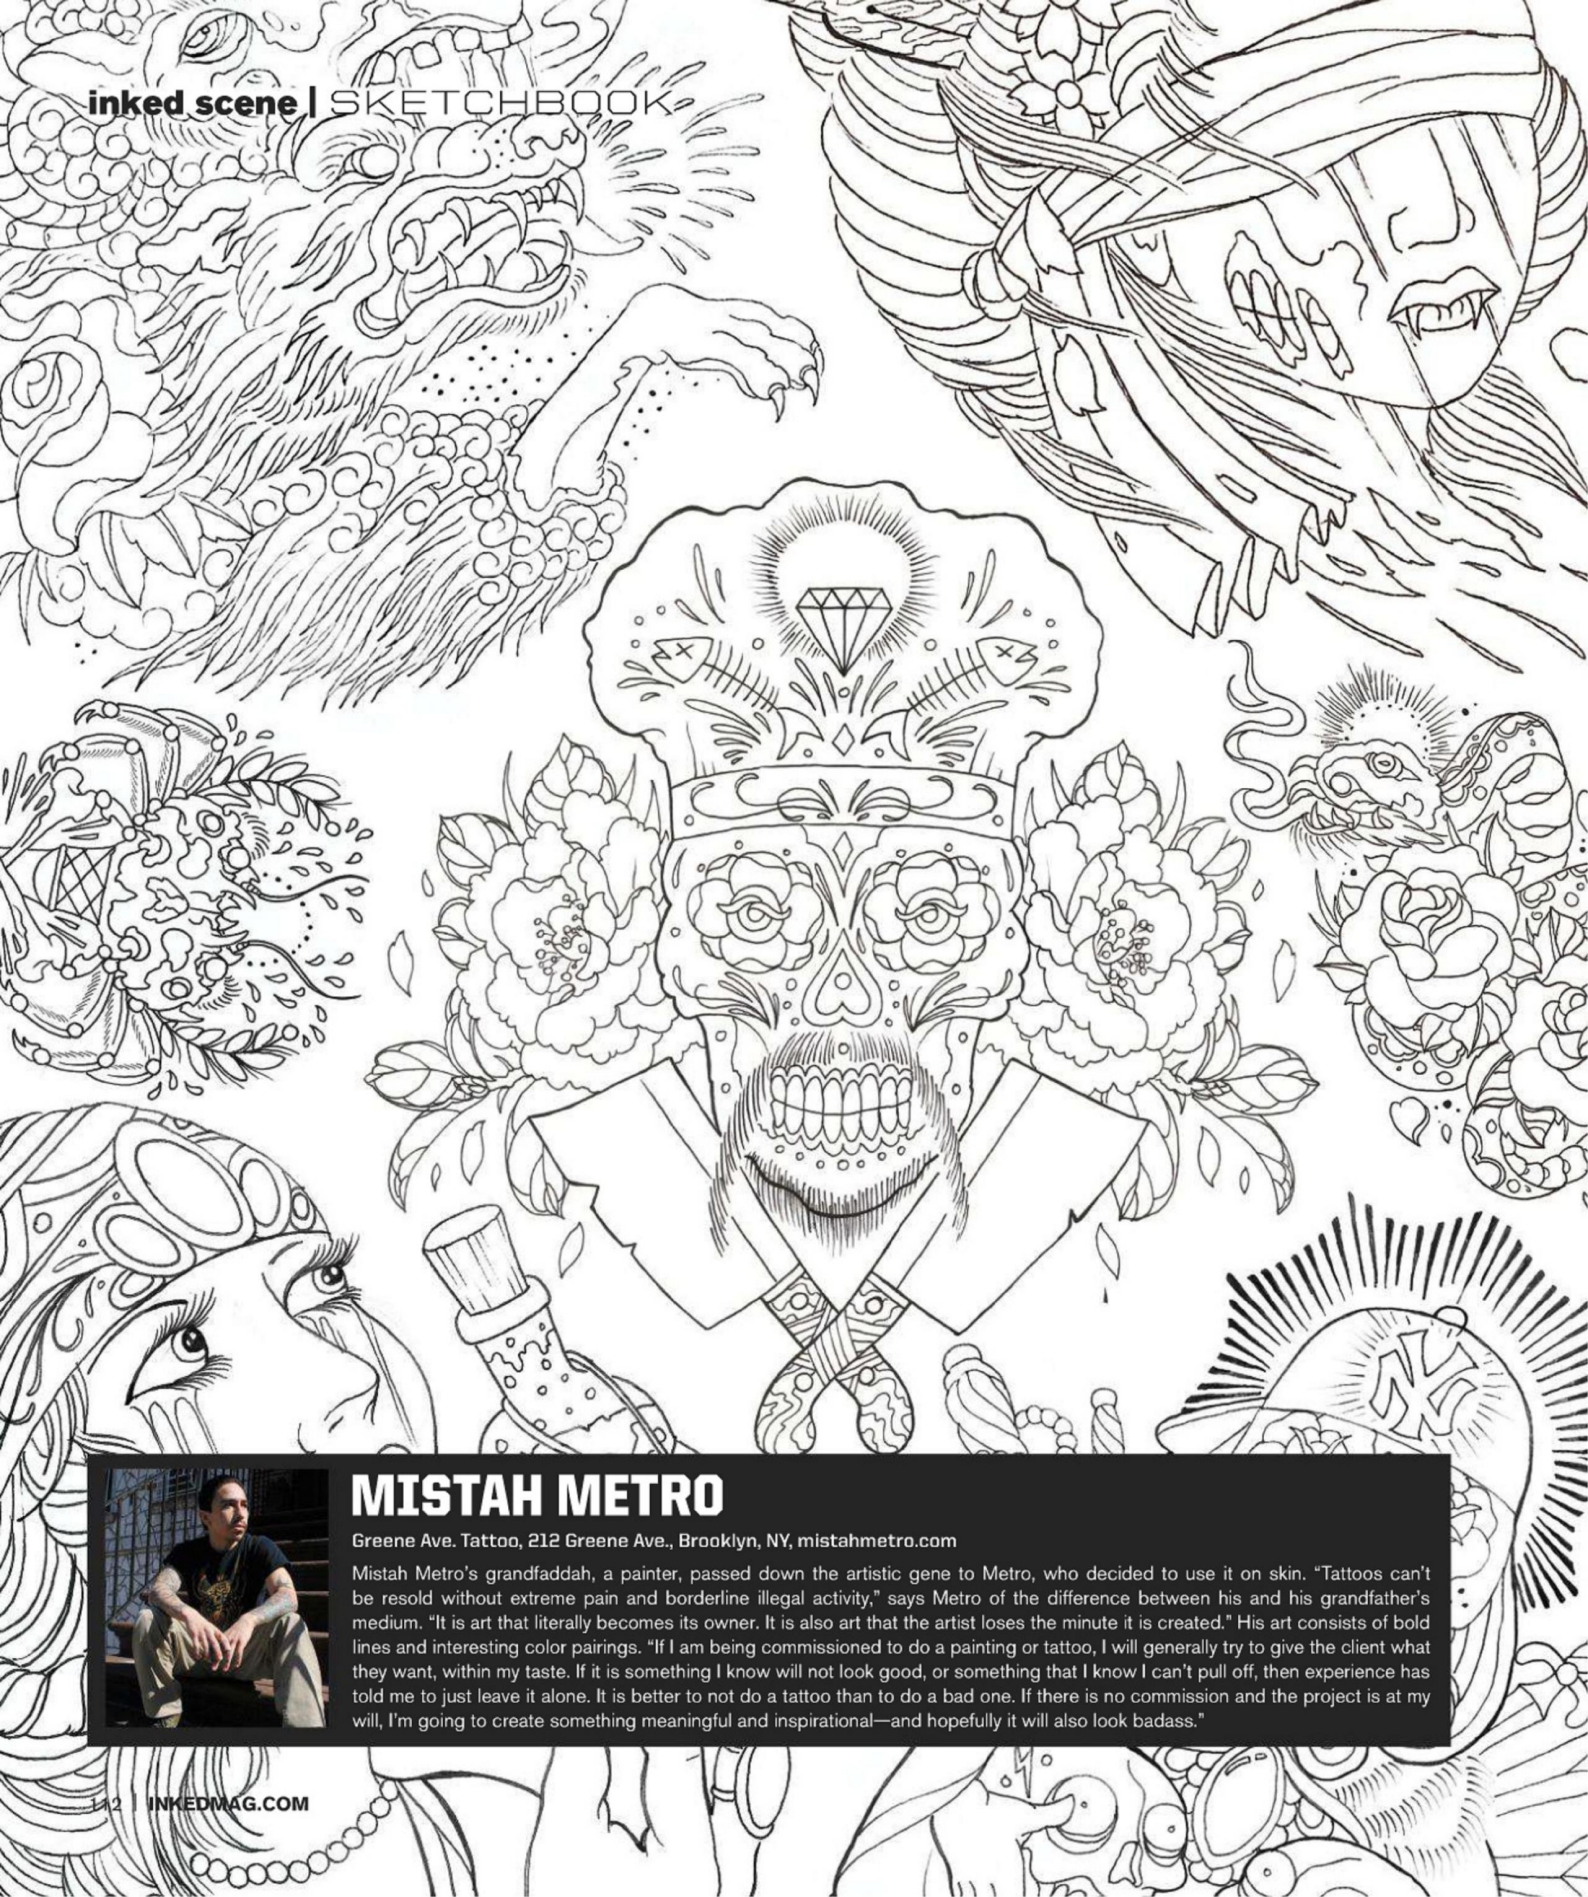 inked scene | SKETCHBOOK
NY
MISTAH METRO
Greene Ave. Tattoo, 212 Greene Ave., Brooklyn, NY, mistahmetro.com
Mistah Metro's grandfaddah, a painter, passed down the artistic gene to Metro, who decided to use it on skin. “Tattoos can't
be resold without extreme pain and borderline illegal activity,” says Metro of the difference between his and his grandfather's
medium. “It is art that literally becomes its owner. It is also art that the artist loses the minute it is created.” His art consists of bold
lines and interesting color pairings. “If I am being commissioned to do a painting or tattoo, I will generally try to give the client what
they want, within my taste. If it is something I know will not look good, or something that I know I can't pull off, then experience has
told me to just leave it alone. It is better to not do a tattoo than to do a bad one. If there is no commission and the project is at my
will, I'm going to create something meaningful and inspirational—and hopefully it will also look badass.”
112 | INKEDMAG.COM